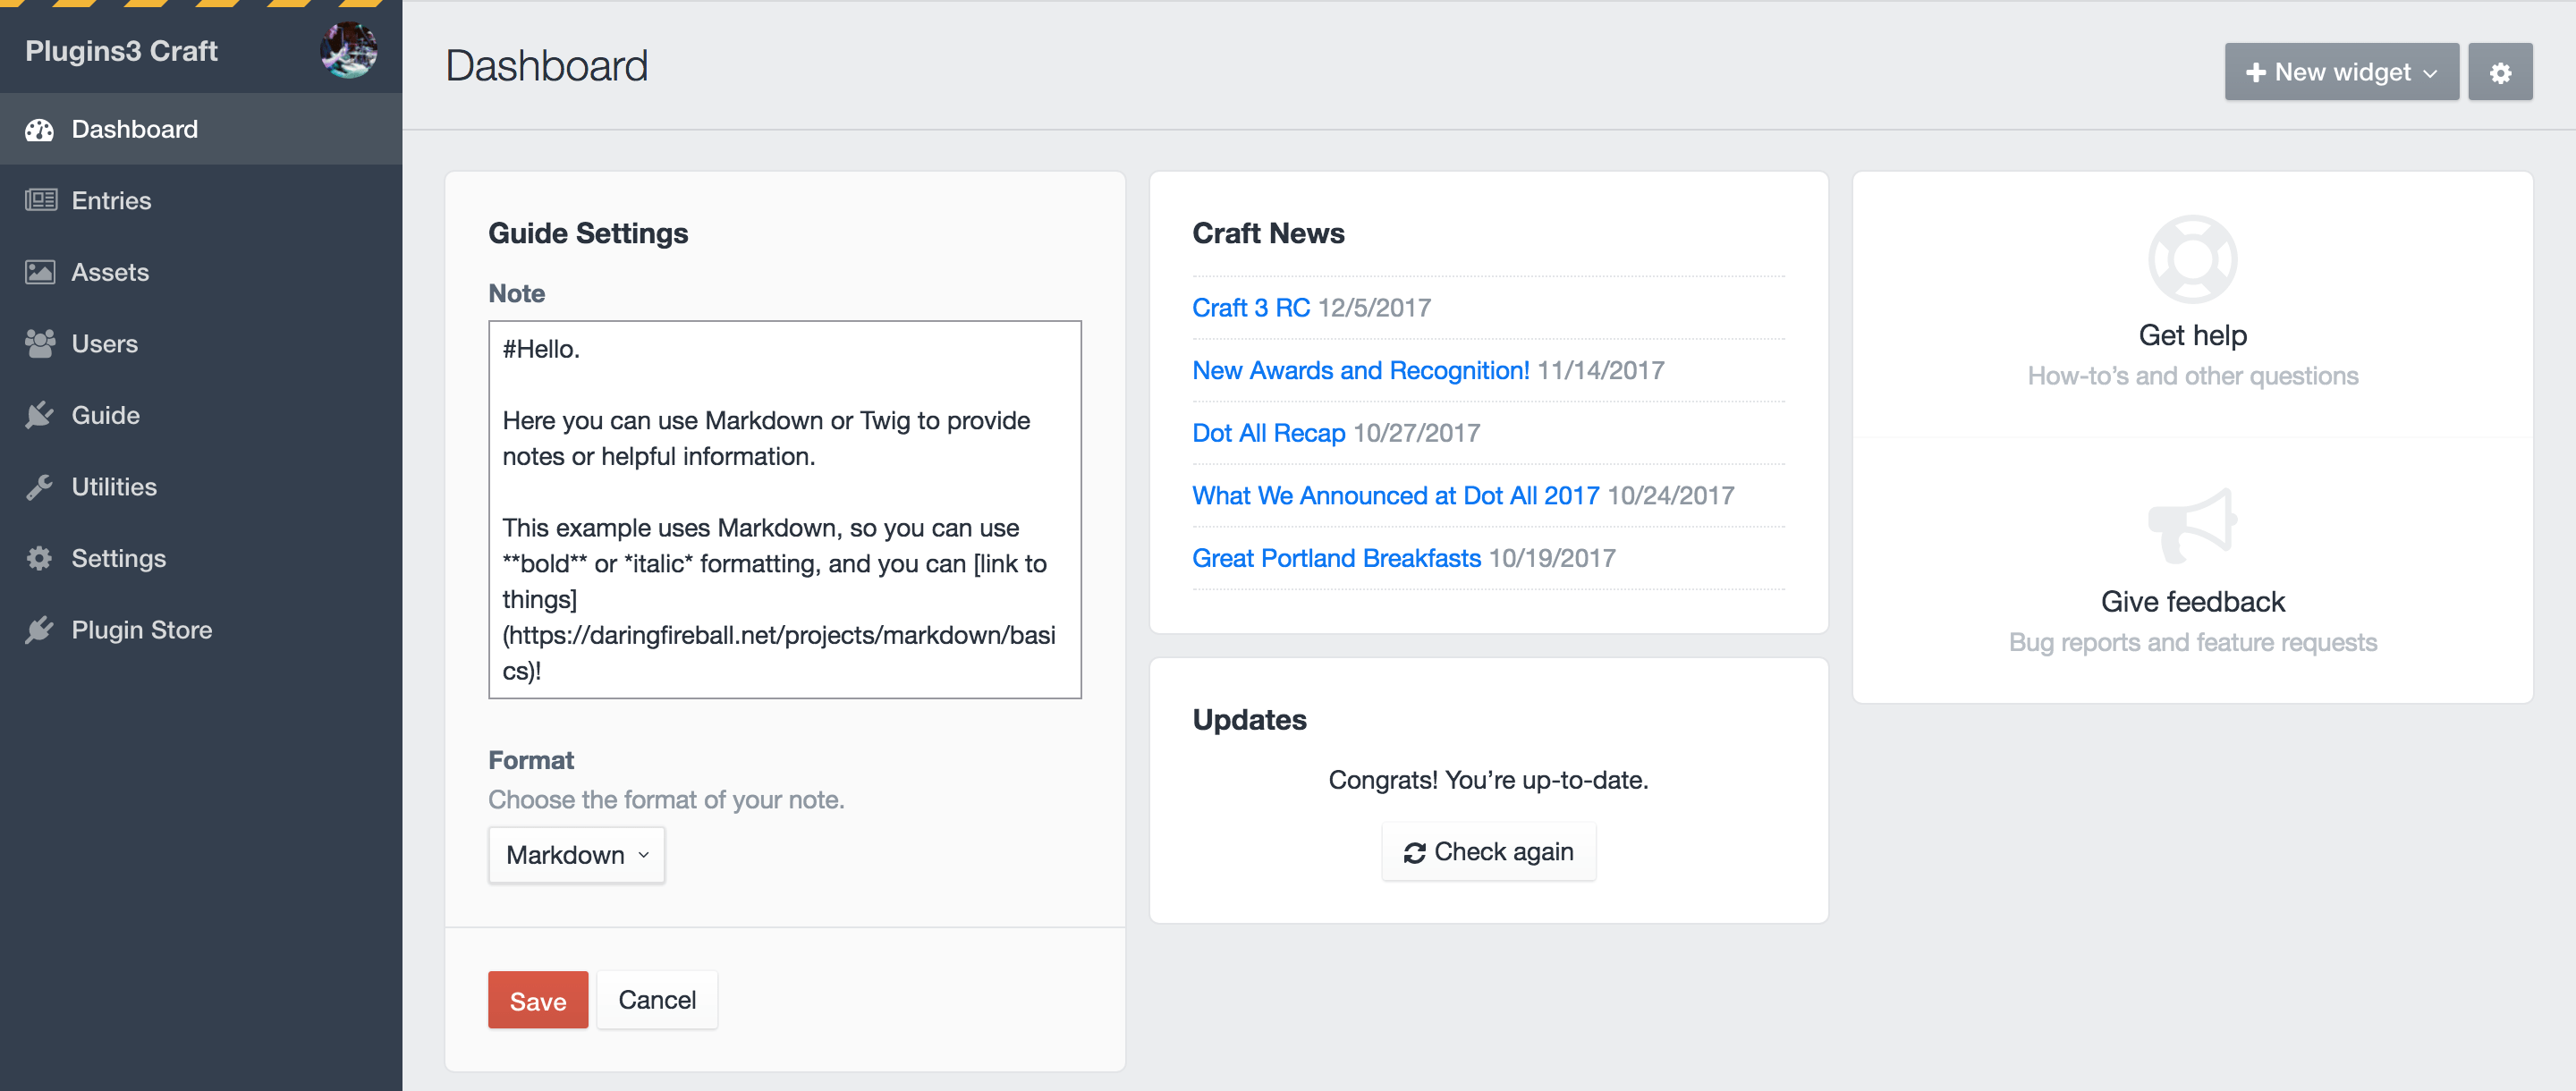 Plugins3 Craft
Dashboard
Entries
Assets
Users
Guide
Utilities
Settings
Plugin Store
Dashboard
New widget
Guide Settings
Note
#Hello.
Here you can use Markdown or Twig to provide
notes or helpful information.
This example uses Markdown, so you can use
**bold** or *italic* formatting, and you can [link to
things]
(https://daringfireball.net/projects/markdown/basi
cs)!
Format
Choose the format of your note.
Markdown
Save Cancel
Craft News
Craft 3 RC 12/5/2017
New Awards and Recognition! 11/14/2017
Dot All Recap 10/27/2017
What We Announced at Dot All 2017 10/24/2017
Great Portland Breakfasts 10/19/2017
Updates
Congrats! You’re up-to-date.
Check again
Get help
How-to’s and other questions
Give feedback
Bug reports and feature requests